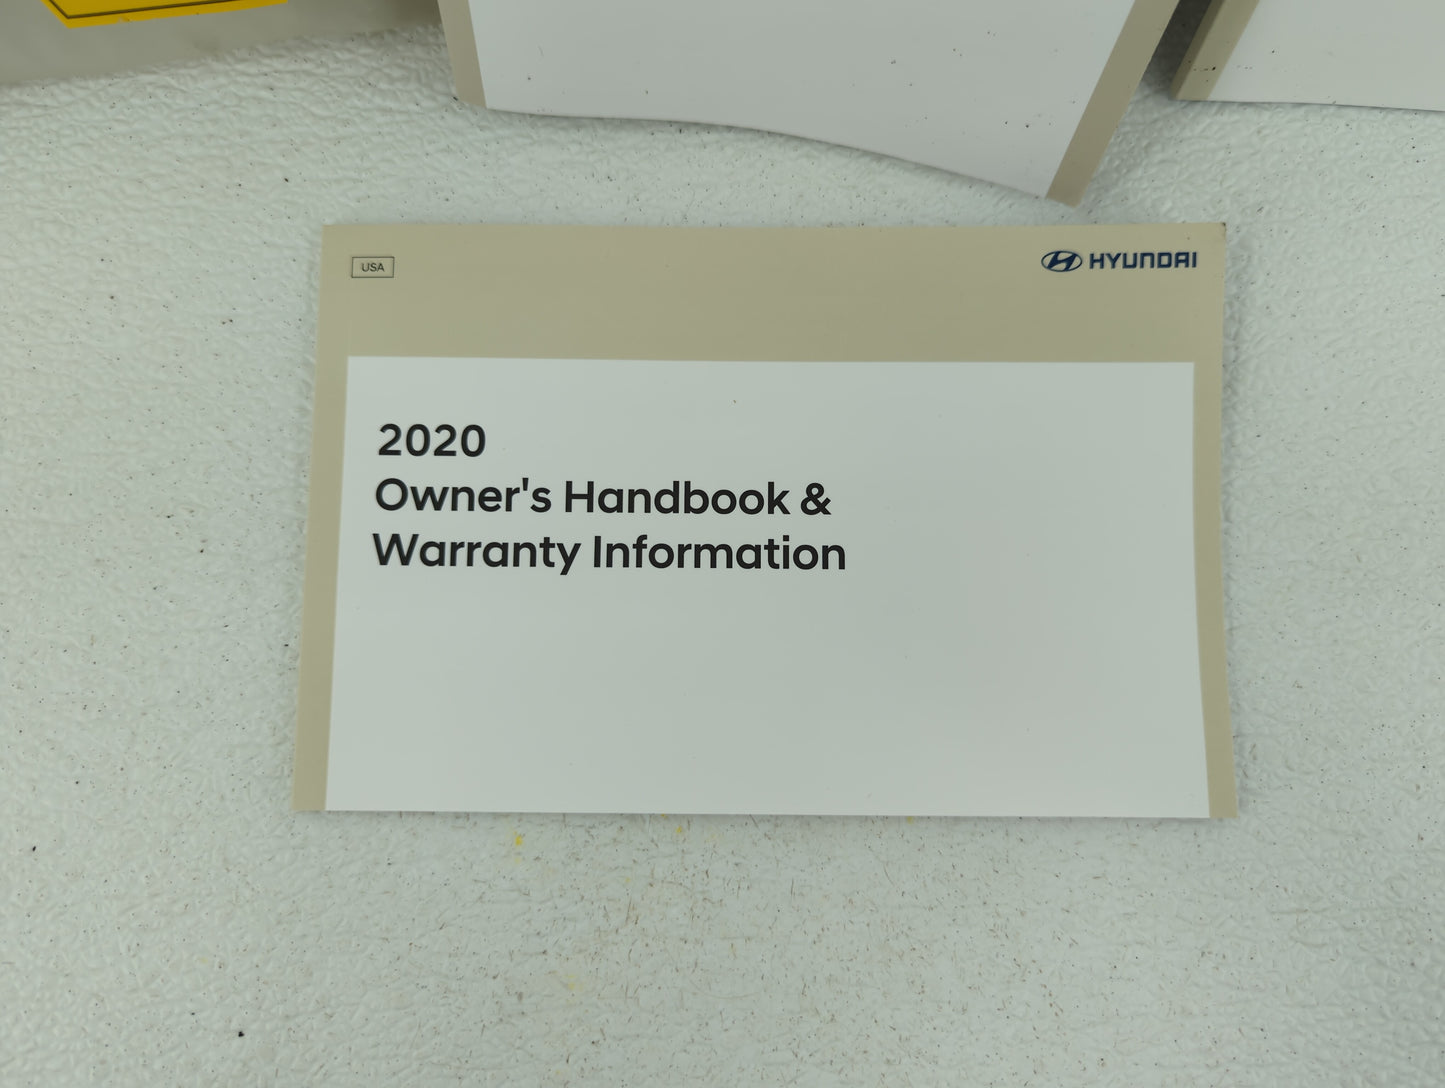 USA
HYUNDAI
2020
Owner's Handbook &
Warranty Information